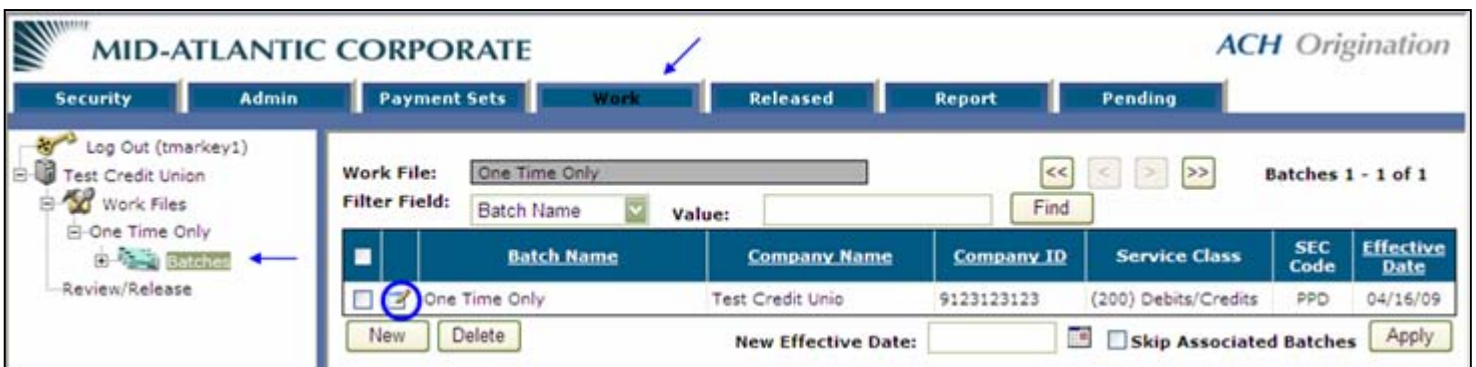 MID-ATLANTIC CORPORATE
ACH Origination
Security Admin Payment Sets Work Released Report Pending
Log Out (tmarkey1)
Test Credit Union
Work Files
One Time Only
Batches
Review/Release
Work File: One Time Only << < > >> Batches 1 - 1 of 1
Filter Field: Batch Name Value: Find
Batch Name Company Name Company ID Service Class SEC Code Effective Date
One Time Only Test Credit Unio 9123123123 (200) Debits/Credits PPD 04/16/09
New Delete New Effective Date: Skip Associated Batches Apply